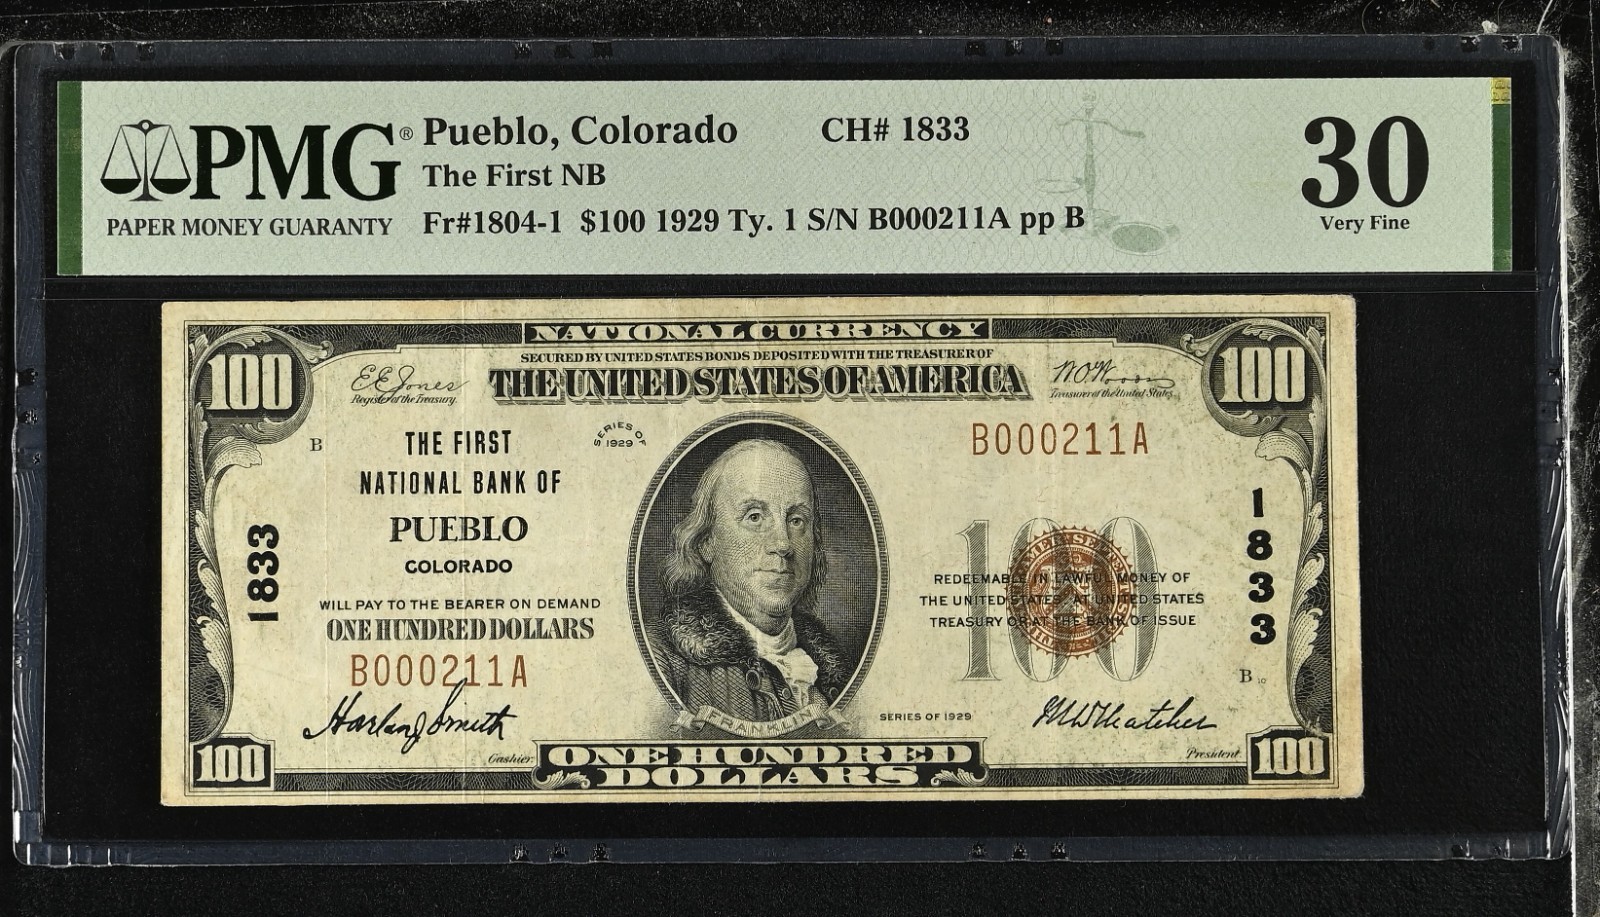 PMG® Pueblo, Colorado CH# 1833 30
The First NB
PAPER MONEY GUARANTY Fr#1804-1 $100 1929 Ty. 1 S/N B000211A pp B Very Fine
NATIONAL CURRENCY
SECURED BY UNITED STATES BONDS DEPOSITED WITH THE TREASURER OF
100 THE UNITED STATES OF AMERICA 100
E E Jones W.O. Woods
Register of the Treasury. Treasurer of the United States.
B THE FIRST SERIES OF 1929 B000211A
NATIONAL BANK OF
PUEBLO
COLORADO
1833 1833
100
REDEEMABLE IN LAWFUL MONEY OF
THE UNITED STATES AT UNITED STATES
TREASURY OR AT THE BANK OF ISSUE
WILL PAY TO THE BEARER ON DEMAND
ONE HUNDRED DOLLARS
B000211A B
FRANKLIN SERIES OF 1929
Harlan J Smith M D Thatcher
Cashier. President.
100 ONE HUNDRED 100
DOLLARS